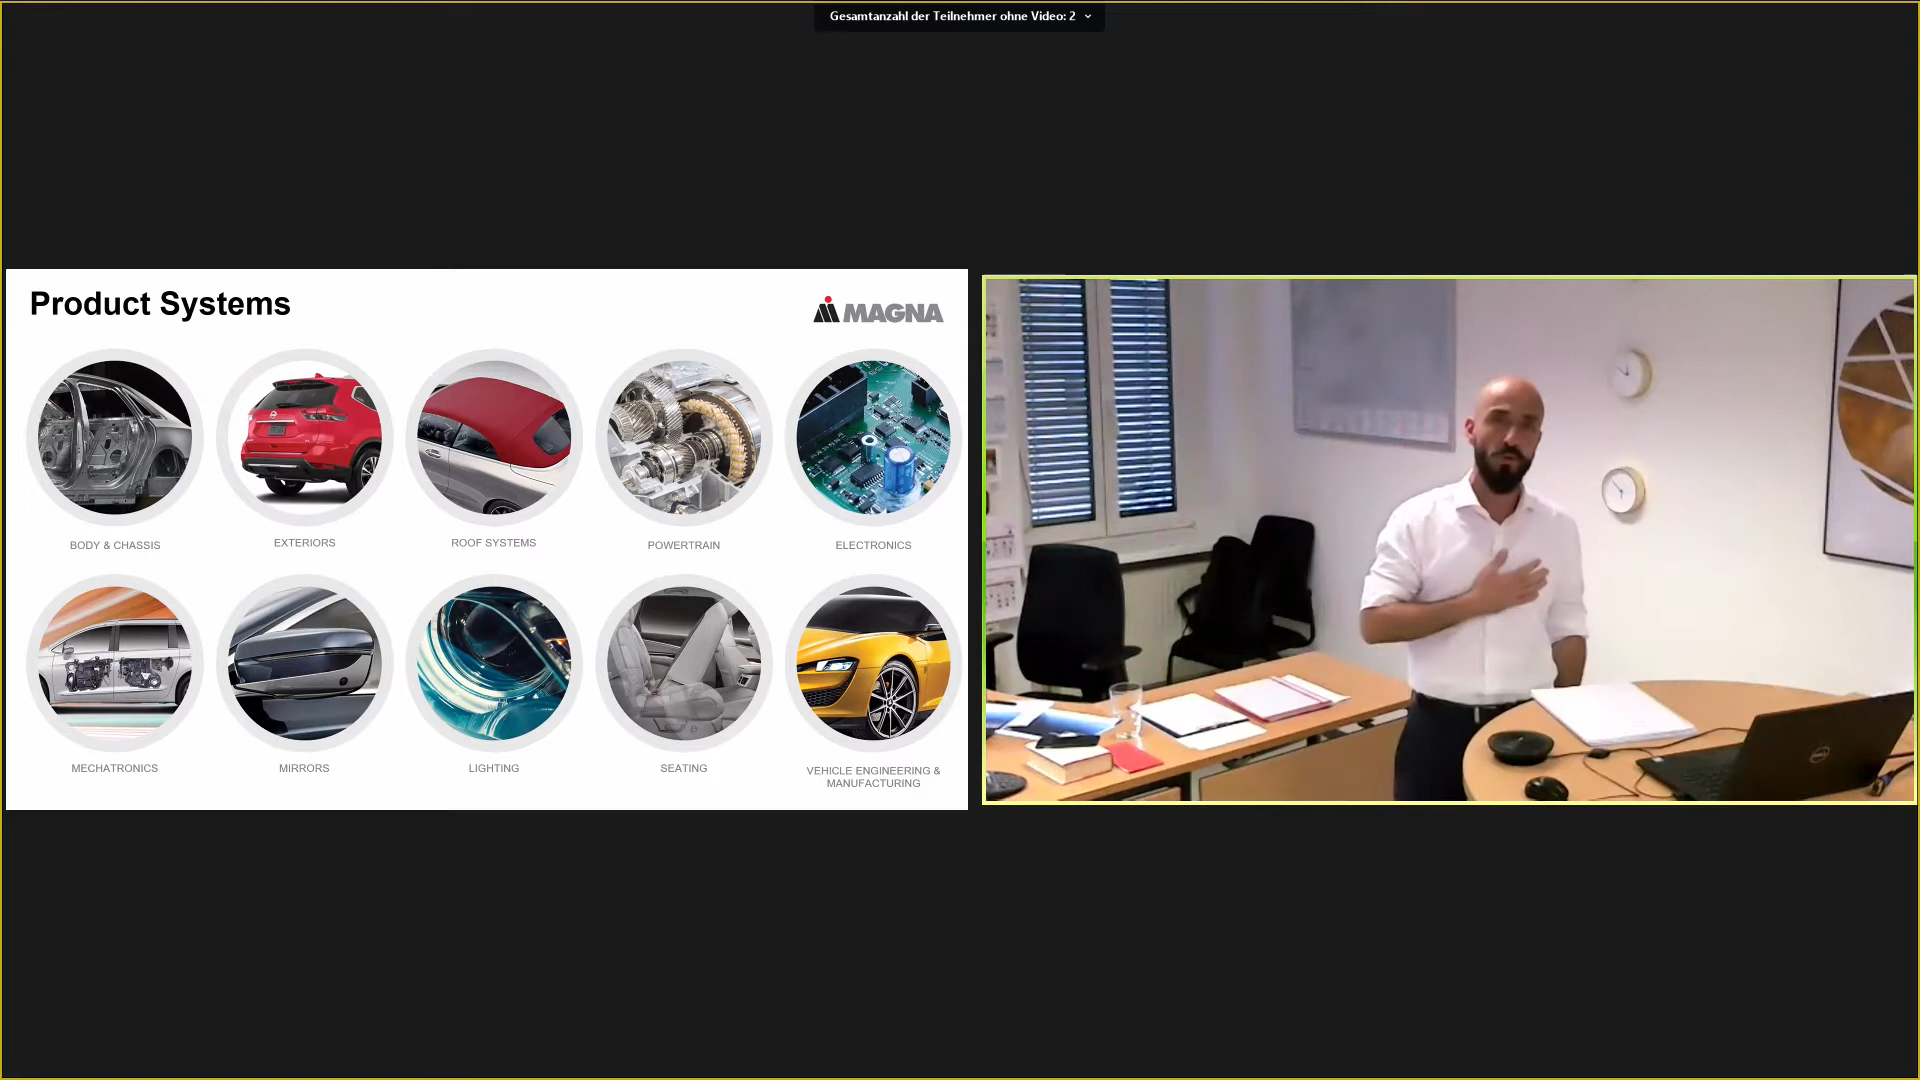 Gesamtanzahl der Teilnehmer ohne Video: 2
Product Systems
MAGNA
BODY & CHASSIS
EXTERIORS
ROOF SYSTEMS
POWERTRAIN
ELECTRONICS
MECHATRONICS
MIRRORS
LIGHTING
SEATING
VEHICLE ENGINEERING &
MANUFACTURING